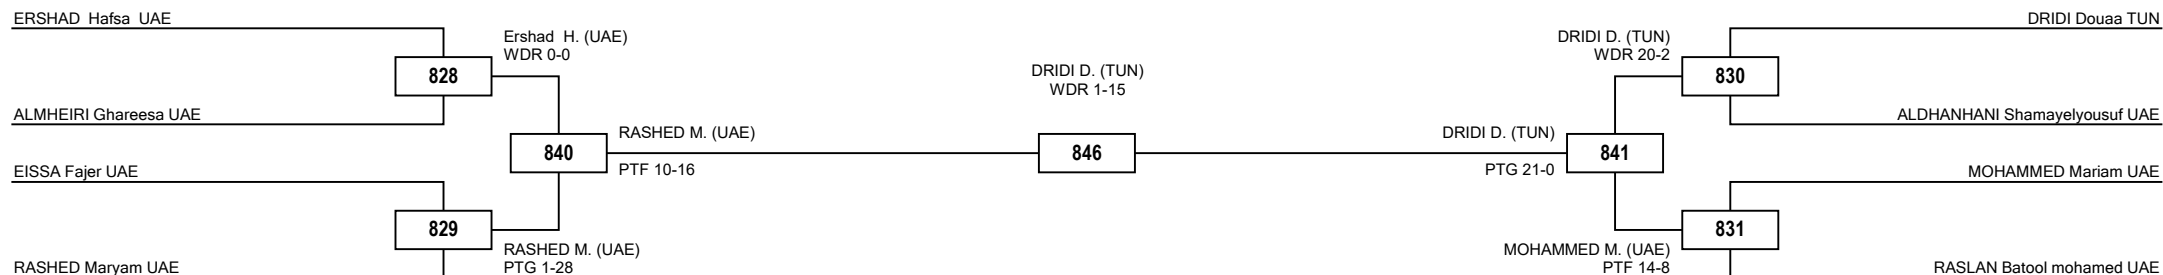 ERSHAD  Hafsa  UAE
DRIDI Douaa TUN
Ershad  H. (UAE)
WDR 0-0
DRIDI D. (TUN)
WDR 20-2
828
DRIDI D. (TUN)
WDR 1-15
830
ALMHEIRI Ghareesa UAE
ALDHANHANI Shamayelyousuf UAE
840
RASHED M. (UAE)
PTF 10-16
846
DRIDI D. (TUN)
PTG 21-0
841
EISSA Fajer UAE
MOHAMMED Mariam UAE
829
831
RASHED M. (UAE)
PTG 1-28
MOHAMMED M. (UAE)
PTF 14-8
RASHED Maryam UAE
RASLAN Batool mohamed UAE